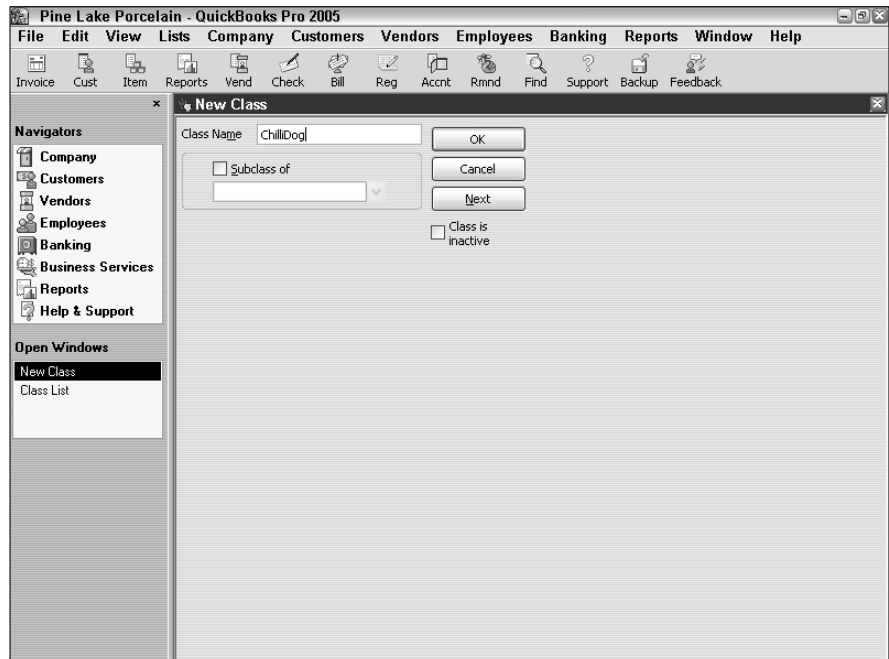 Pine Lake Porcelain - QuickBooks Pro 2005
File Edit View Lists Company Customers Vendors Employees Banking Reports Window Help
Invoice Cust Item Reports Vend Check Bill Reg Accnt Rmnd Find Support Backup Feedback
New Class
Navigators
Company
Customers
Vendors
Employees
Banking
Business Services
Reports
Help & Support
Open Windows
New Class
Class List
Class Name ChilliDog
Subclass of
OK
Cancel
Next
Class is
inactive